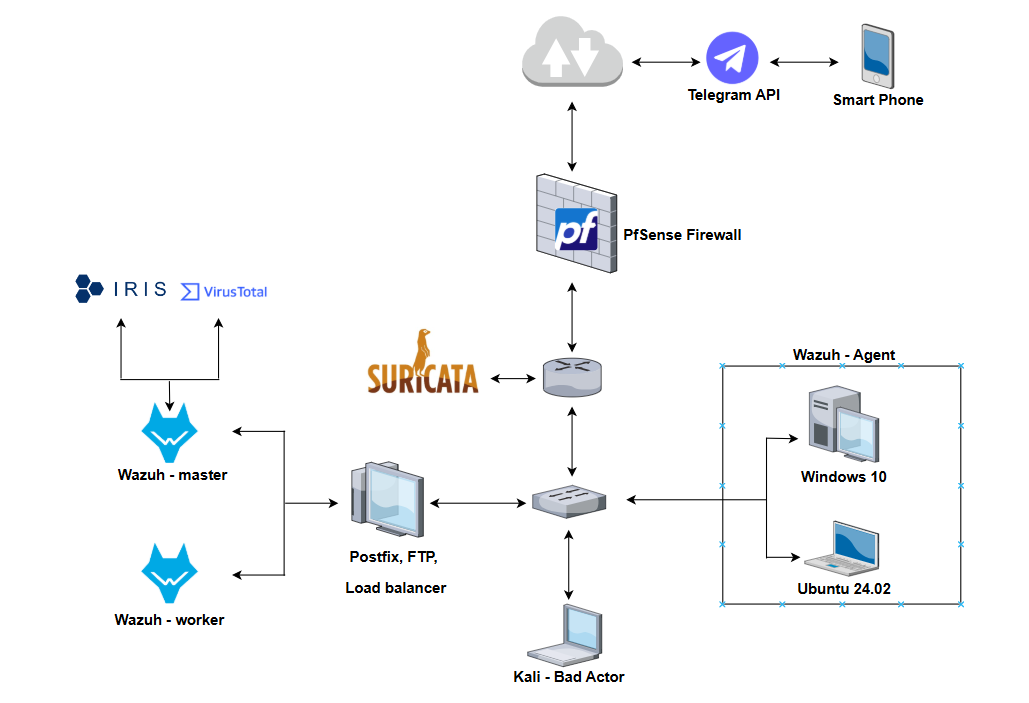 Telegram API
Smart Phone
pf
PfSense Firewall
IRIS
VirusTotal
SURICATA
Wazuh - Agent
Wazuh - master
Windows 10
Postfix, FTP,
Load balancer
Ubuntu 24.02
Wazuh - worker
Kali - Bad Actor